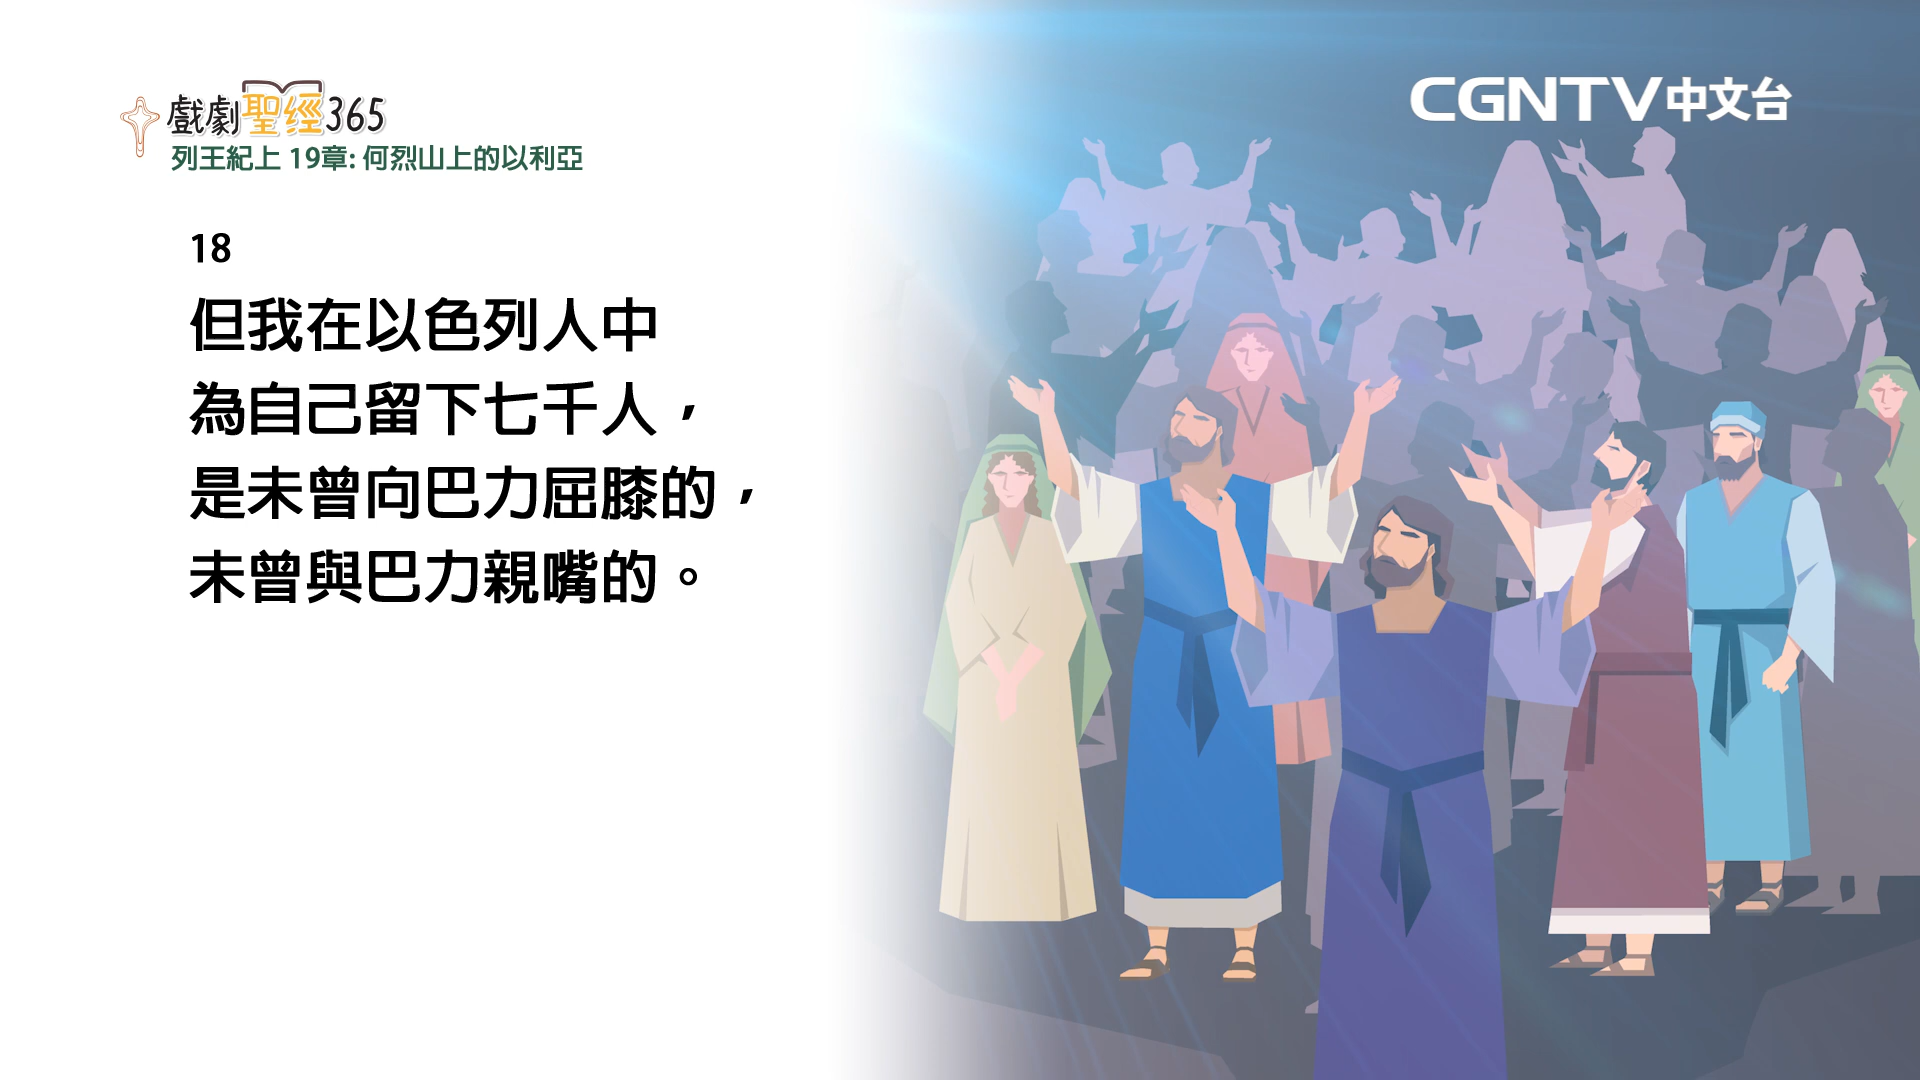 戲劇聖經365
列王紀上 19章: 何烈山上的以利亞
CGNTV中文台
18
但我在以色列人中
為自己留下七千人，
是未曾向巴力屈膝的，
未曾與巴力親嘴的。